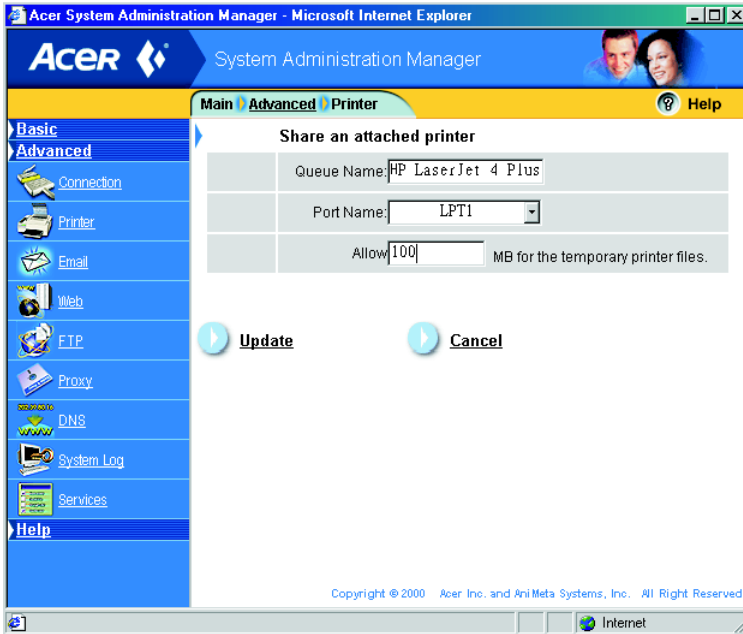 Acer System Administration Manager - Microsoft Internet Explorer
Acer System Administration Manager
Main Advanced Printer Help
Basic
Advanced
Connection
Printer
Email
Web
FTP
Proxy
DNS
System Log
Services
Help
Share an attached printer
Queue Name: HP LaserJet 4 Plus
Port Name: LPT1
Allow 100 MB for the temporary printer files.
Update Cancel
Copyright © 2000 Acer Inc. and AniMeta Systems, Inc. All Right Reserved
Internet